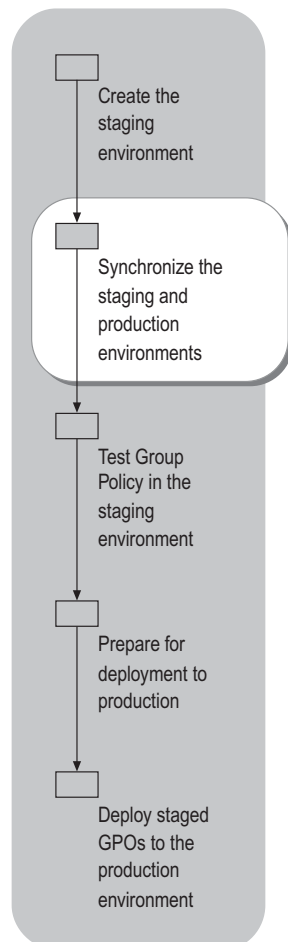 Create the
staging
environment
Synchronize the
staging and
production
environments
Test Group
Policy in the
staging
environment
Prepare for
deployment to
production
Deploy staged
GPOs to the
production
environment